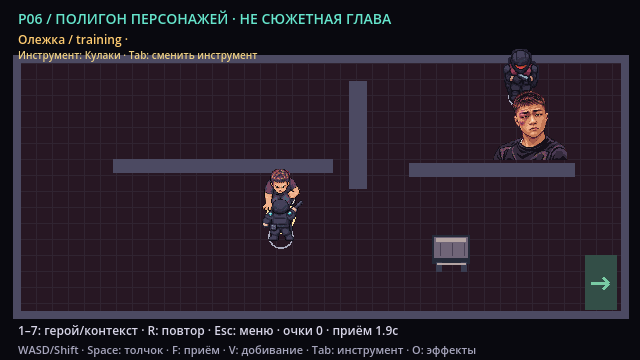 P06 / ПОЛИГОН ПЕРСОНАЖЕЙ · НЕ СЮЖЕТНАЯ ГЛАВА
Олежка / training ·
Инструмент: Кулаки · Tab: сменить инструмент
1–7: герой/контекст · R: повтор · Esc: меню · очки 0 · приём 1.9с
WASD/Shift · Space: толчок · F: приём · V: добивание · Tab: инструмент · O: эффекты